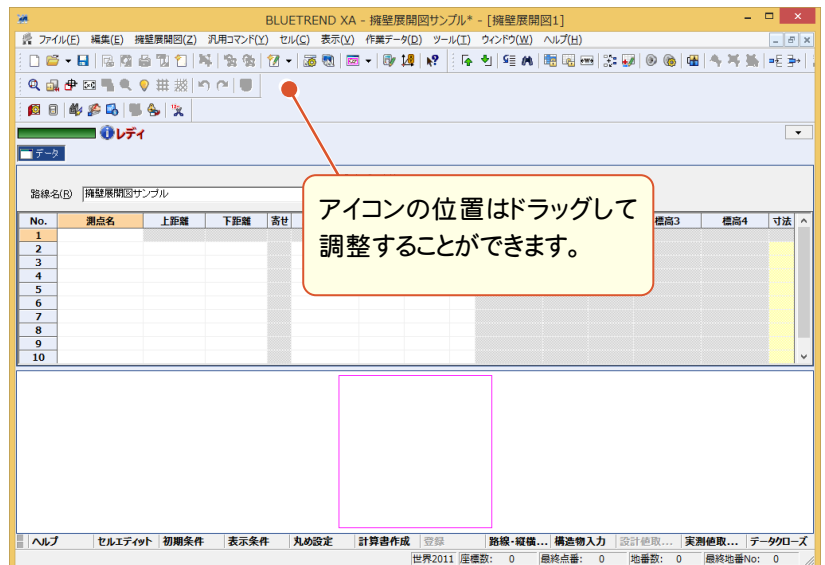 BLUETREND XA - 擁壁展開図サンプル* - [擁壁展開図1]
ファイル(F) 編集(E) 擁壁展開図(Z) 汎用コマンド(Y) セル(C) 表示(V) 作業データ(D) ツール(T) ウィンドウ(W) ヘルプ(H)
レディ
データ
路線名(R) 擁壁展開図サンプル
アイコンの位置はドラッグして
調整することができます。
No. 測点名 上距離 下距離 寄せ 標高3 標高4 寸法
1
2
3
4
5
6
7
8
9
10
ヘルプ セルエディット 初期条件 表示条件 丸め設定 計算書作成 登録 路線・縦横... 構造物入力 設計値取... 実測値取... データクローズ
世界2011 座標数: 0 最終点番: 0 地番数: 0 最終地番No: 0